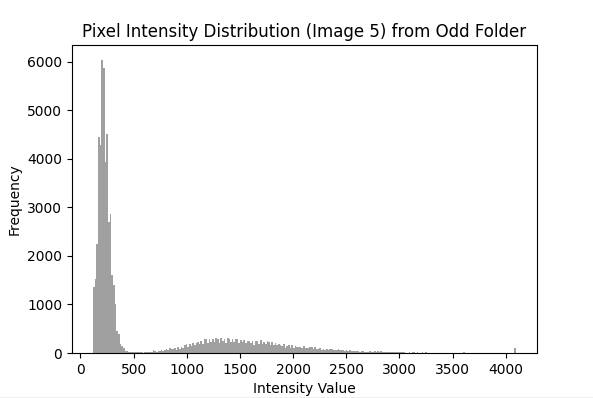 Pixel Intensity Distribution (Image 5) from Odd Folder
6000
5000
4000
3000
2000
1000
0
Frequency
0 500 1000 1500 2000 2500 3000 3500 4000
Intensity Value